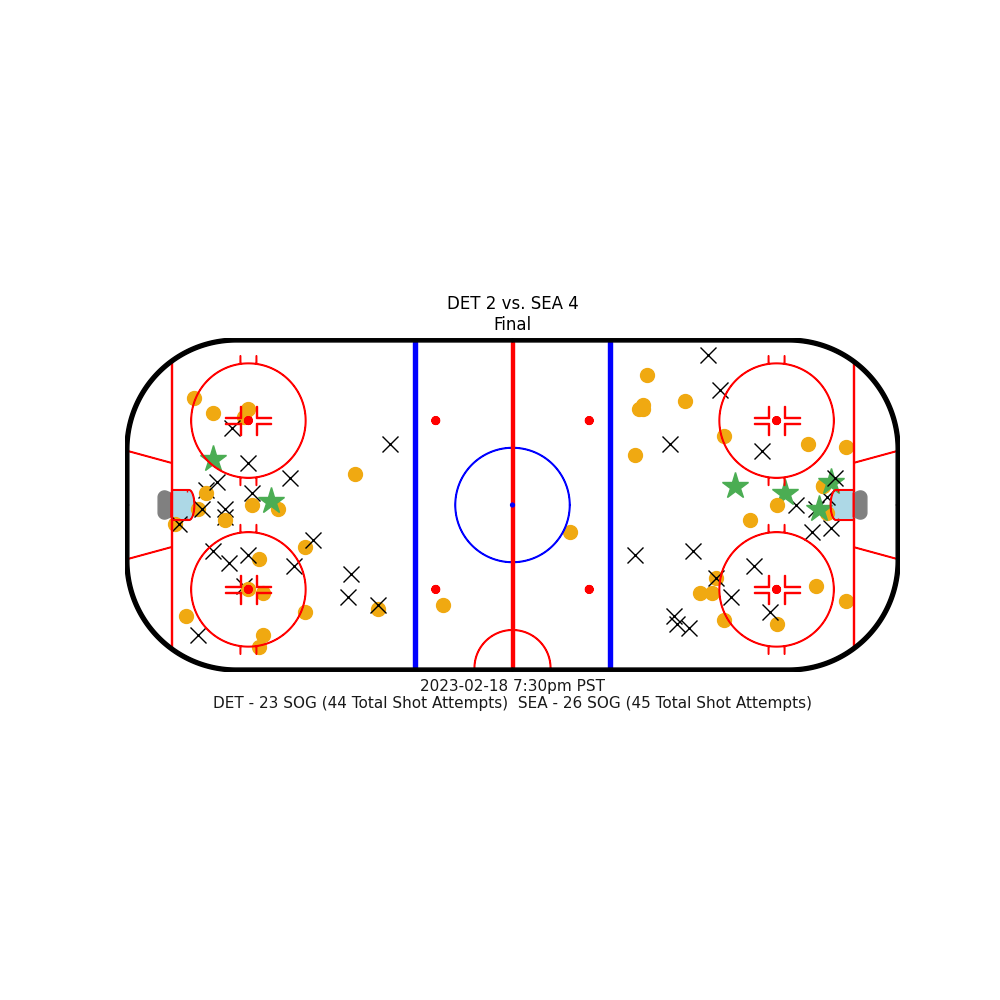 DET 2 vs. SEA 4
Final
2023-02-18 7:30pm PST
DET - 23 SOG (44 Total Shot Attempts)  SEA - 26 SOG (45 Total Shot Attempts)